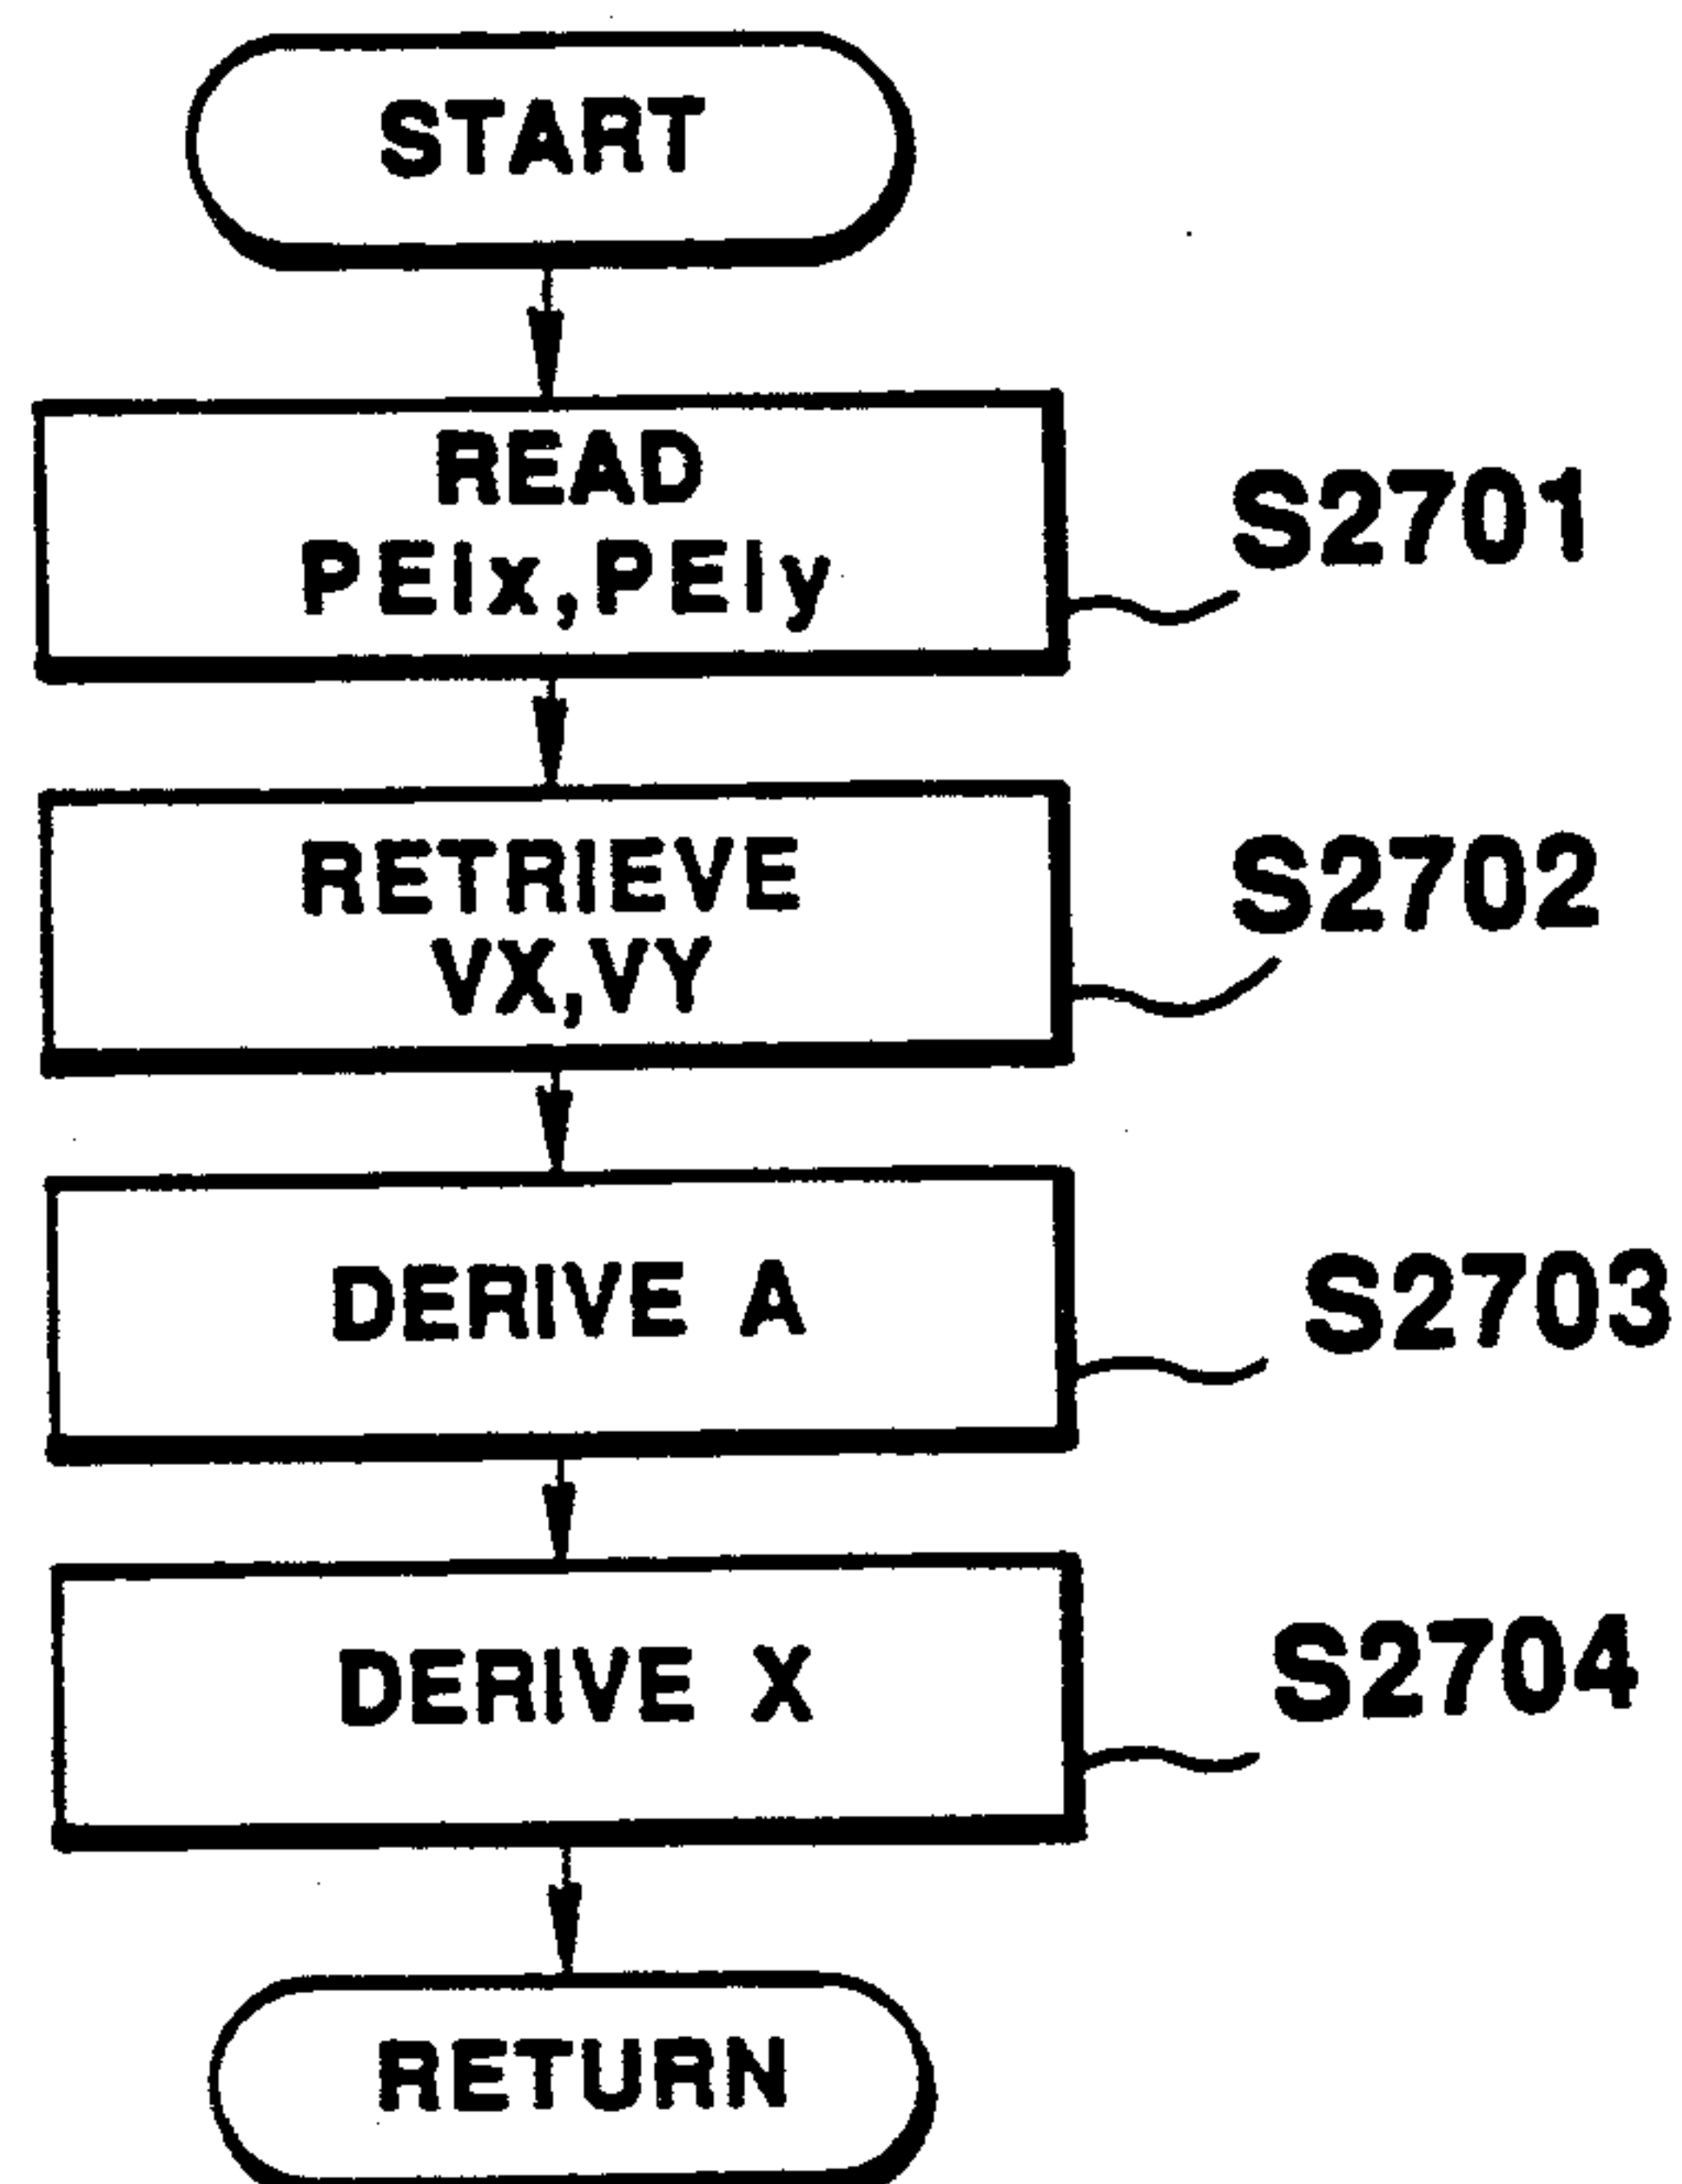 START
READ
PEIx,PEIy
S2701
RETRIEVE
VX,VY
S2702
DERIVE A
S2703
DERIVE X
S2704
RETURN